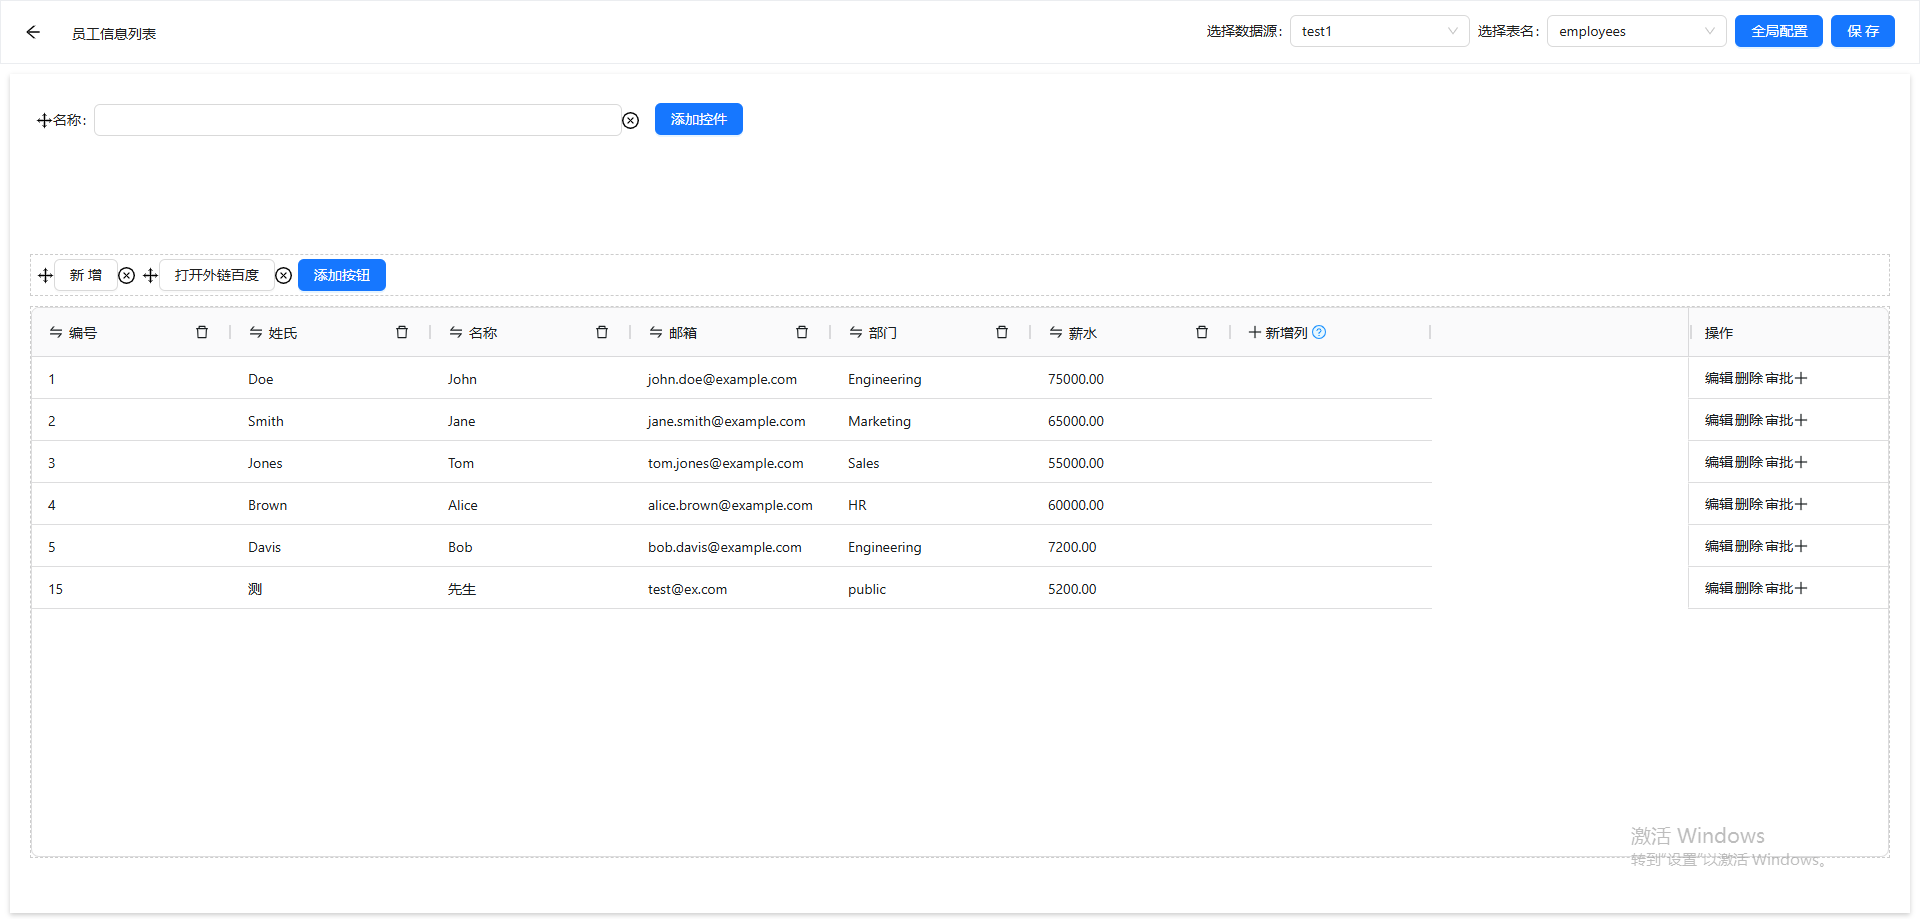 员工信息列表 选择数据源: test1 选择表名: employees 全局配置 保 存
名称: 添加控件
新 增 打开外链百度 添加按钮
编号 姓氏 名称 邮箱 部门 薪水 新增列 操作
1 Doe John john.doe@example.com Engineering 75000.00 编辑 删除 审批
2 Smith Jane jane.smith@example.com Marketing 65000.00 编辑 删除 审批
3 Jones Tom tom.jones@example.com Sales 55000.00 编辑 删除 审批
4 Brown Alice alice.brown@example.com HR 60000.00 编辑 删除 审批
5 Davis Bob bob.davis@example.com Engineering 7200.00 编辑 删除 审批
15 测 先生 test@ex.com public 5200.00 编辑 删除 审批
激活 Windows
转到"设置"以激活 Windows。